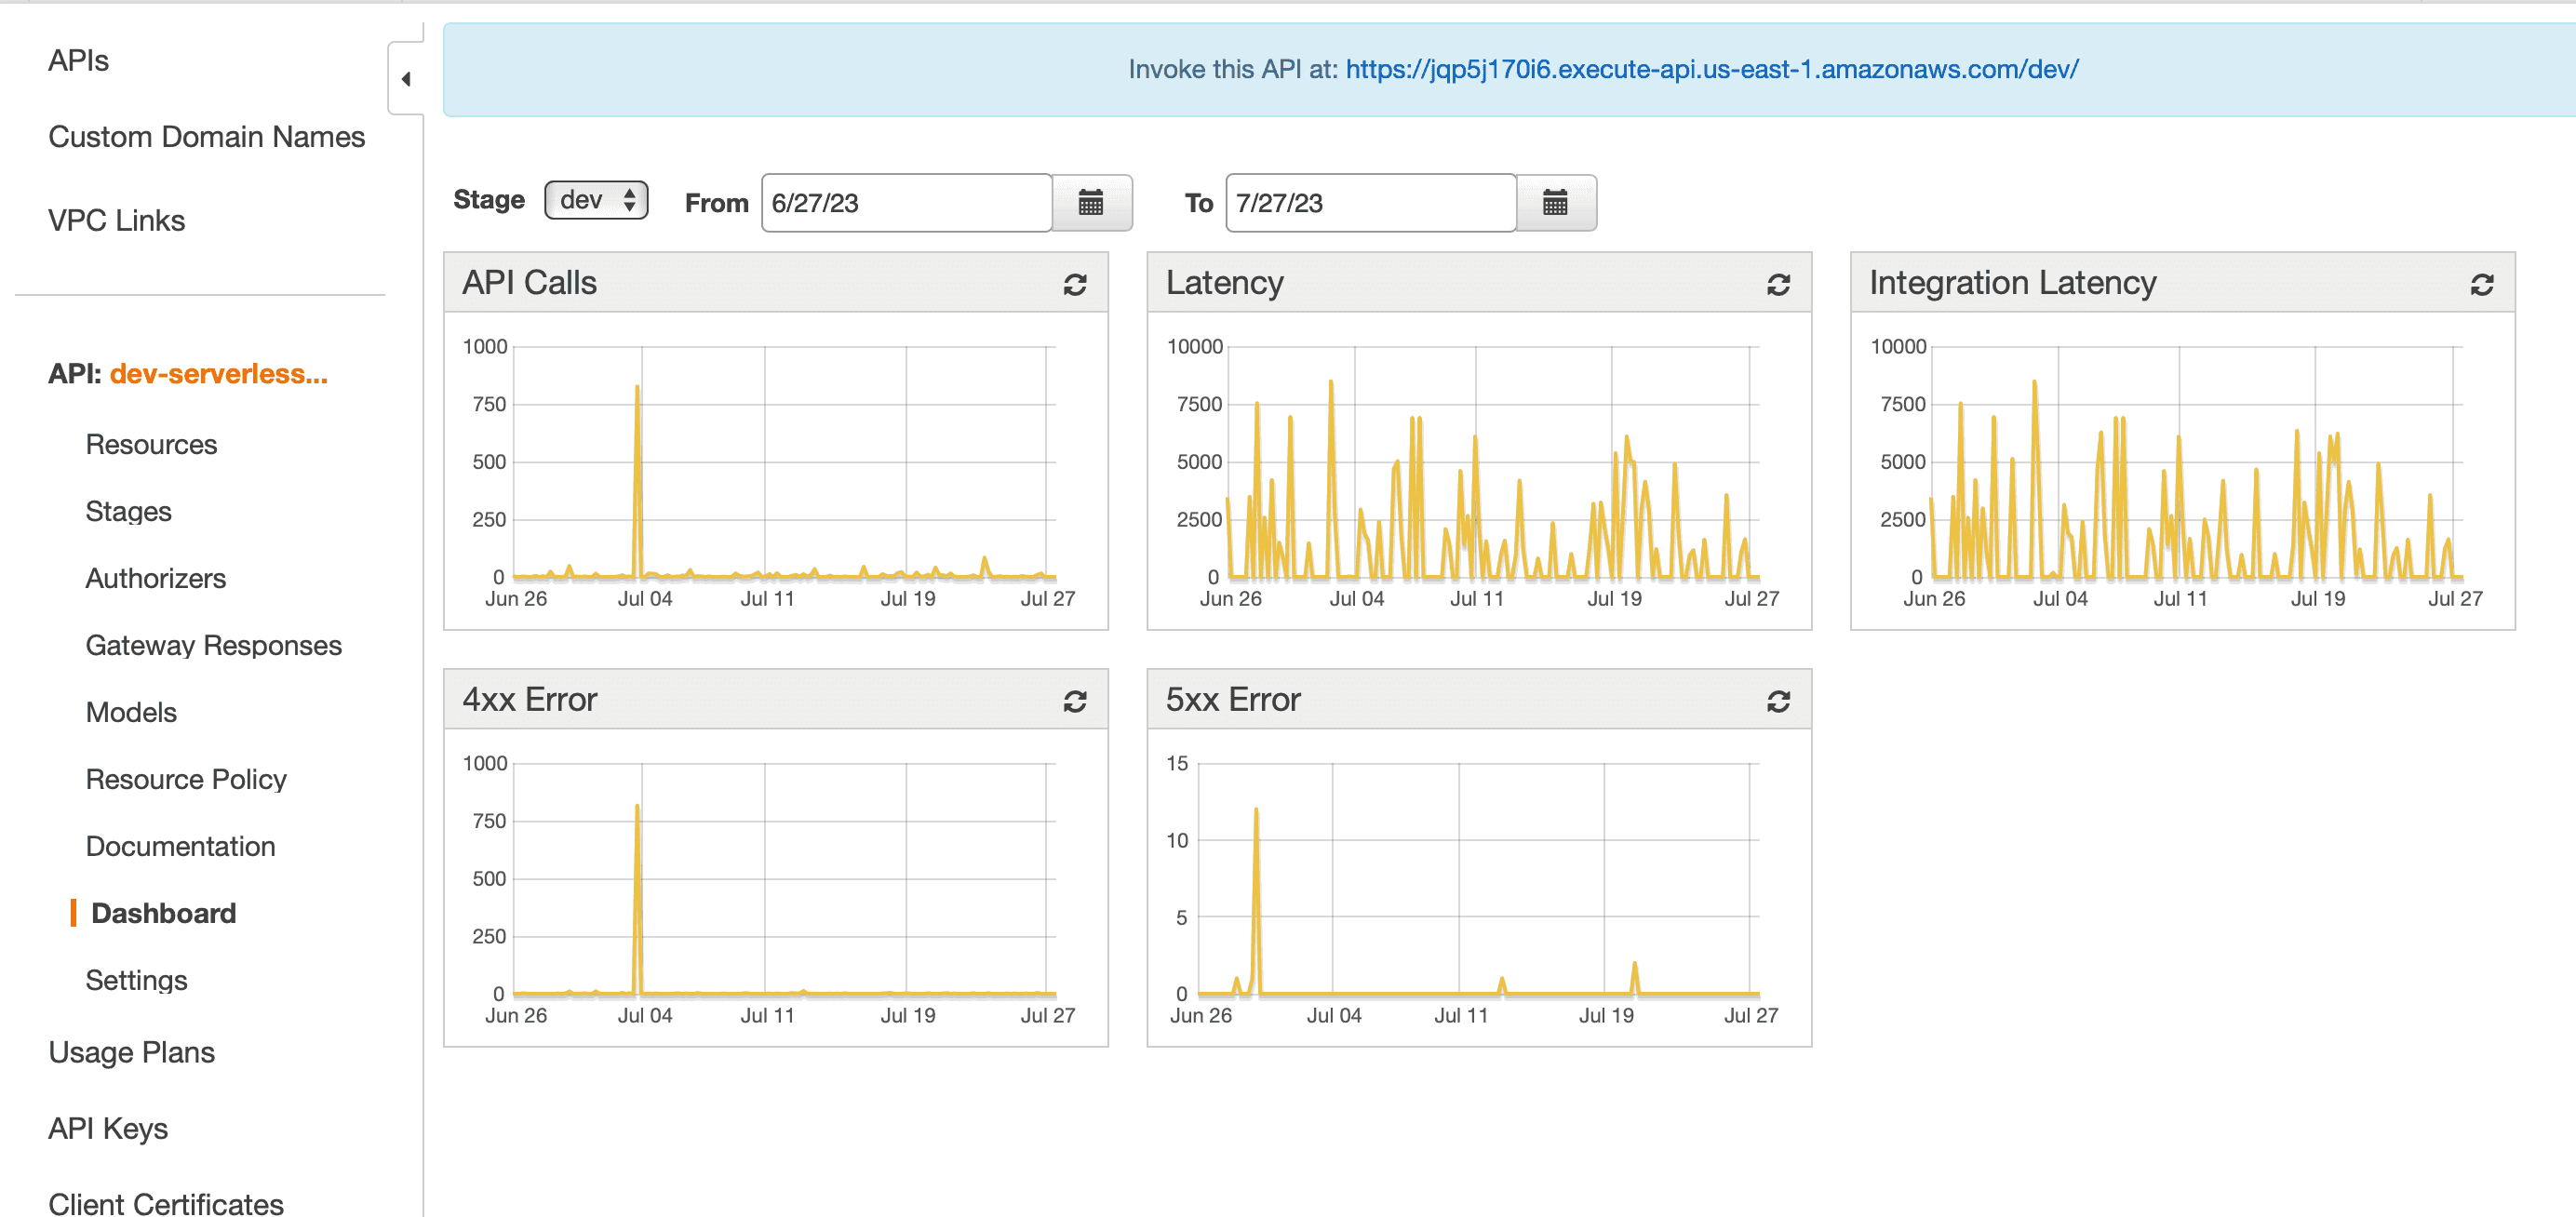 APIs
Custom Domain Names
VPC Links
API: dev-serverless...
Resources
Stages
Authorizers
Gateway Responses
Models
Resource Policy
Documentation
Dashboard
Settings
Usage Plans
API Keys
Client Certificates
Invoke this API at: https://jqp5j170i6.execute-api.us-east-1.amazonaws.com/dev/
Stage dev From 6/27/23 To 7/27/23
API Calls
1000
750
500
250
0
Jun 26 Jul 04 Jul 11 Jul 19 Jul 27
Latency
10000
7500
5000
2500
0
Jun 26 Jul 04 Jul 11 Jul 19 Jul 27
Integration Latency
10000
7500
5000
2500
0
Jun 26 Jul 04 Jul 11 Jul 19 Jul 27
4xx Error
1000
750
500
250
0
Jun 26 Jul 04 Jul 11 Jul 19 Jul 27
5xx Error
15
10
5
0
Jun 26 Jul 04 Jul 11 Jul 19 Jul 27